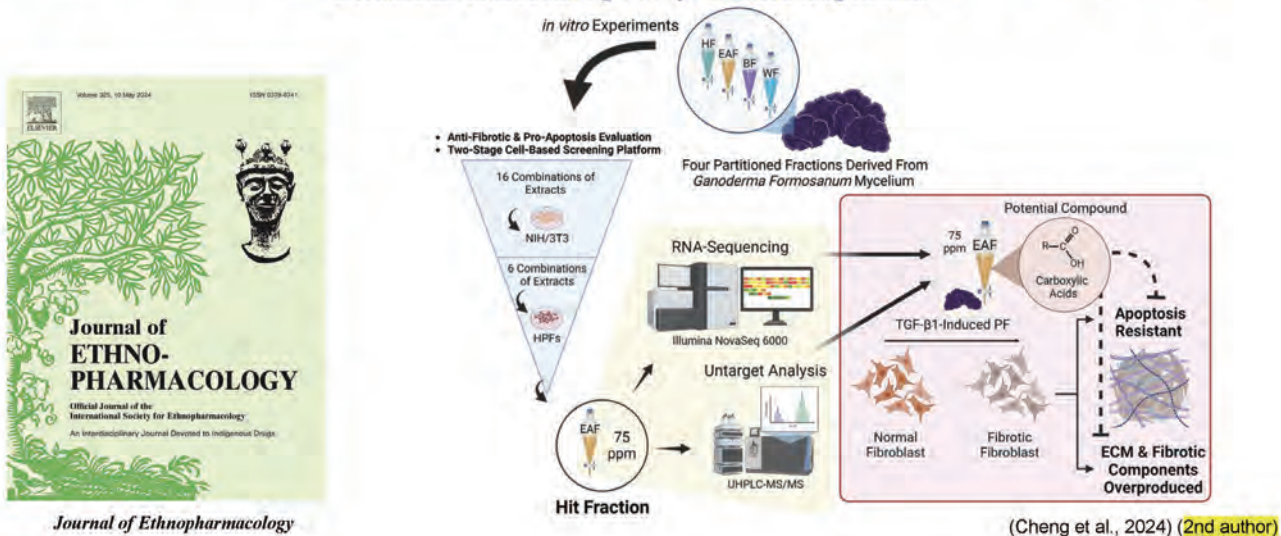 in vitro Experiments
HF
EAF
BF
WF
Four Partitioned Fractions Derived From
Ganoderma Formosanum Mycelium
• Anti-Fibrotic & Pro-Apoptosis Evaluation
• Two-Stage Cell-Based Screening Platform
16 Combinations of
Extracts
NIH/3T3
6 Combinations
of Extracts
HPFs
EAF
75
ppm
Hit Fraction
RNA-Sequencing
Illumina NovaSeq 6000
Untarget Analysis
UHPLC-MS/MS
Potential Compound
75
ppm
EAF
R-C
O
OH
Carboxylic
Acids
TGF-β1-Induced PF
Normal
Fibroblast
Fibrotic
Fibroblast
Apoptosis
Resistant
ECM & Fibrotic
Components
Overproduced
ELSEVIER
Journal of
ETHNO-
PHARMACOLOGY
Official Journal of the
International Society for Ethnopharmacology
An Interdisciplinary Journal Devoted to Indigenous Drugs
Journal of Ethnopharmacology
(Cheng et al., 2024) (2nd author)